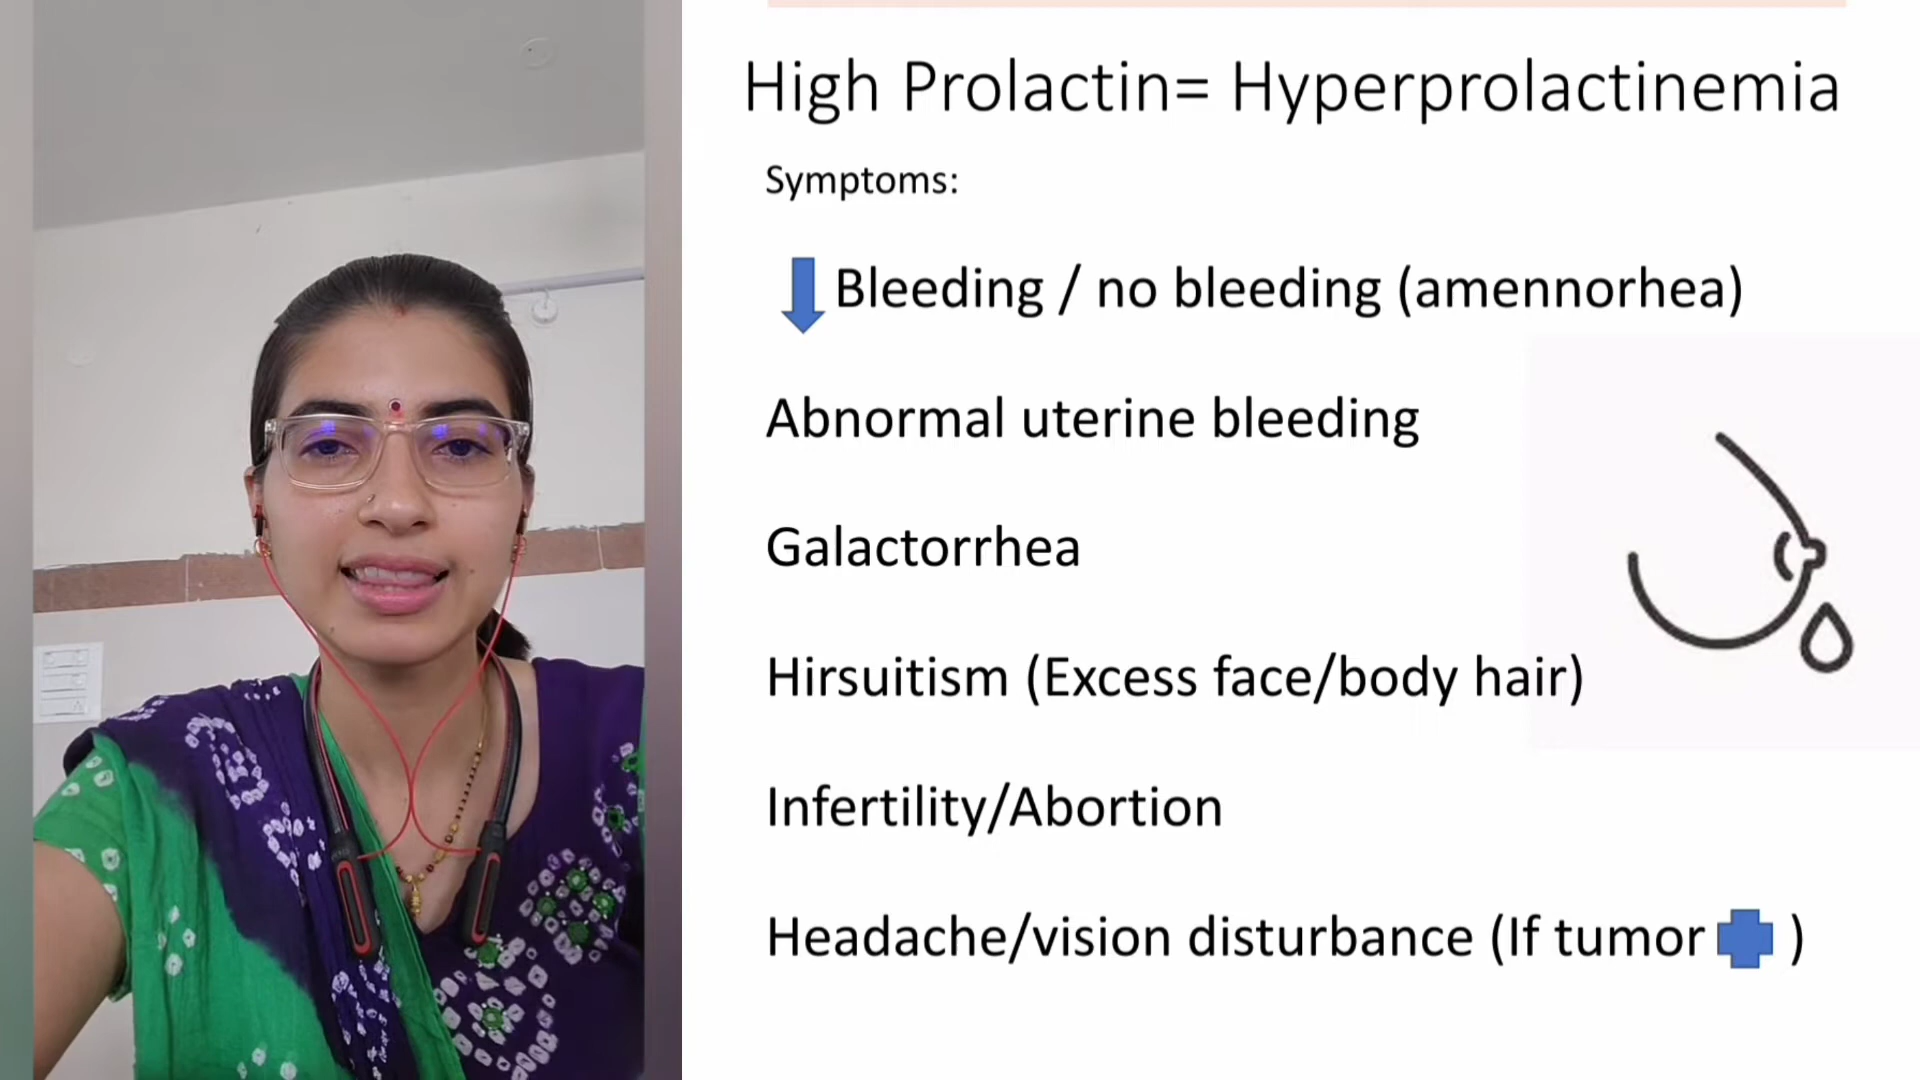 High Prolactin= Hyperprolactinemia
Symptoms:
Bleeding / no bleeding (amennorhea)
Abnormal uterine bleeding
Galactorrhea
Hirsuitism (Excess face/body hair)
Infertility/Abortion
Headache/vision disturbance (If tumor )